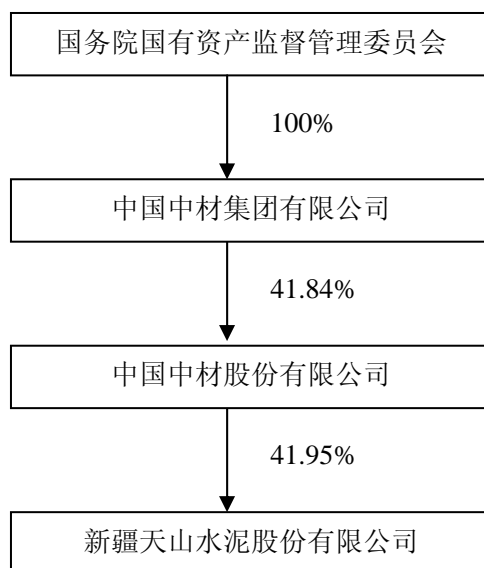 国务院国有资产监督管理委员会
100%
中国中材集团有限公司
41.84%
中国中材股份有限公司
41.95%
新疆天山水泥股份有限公司